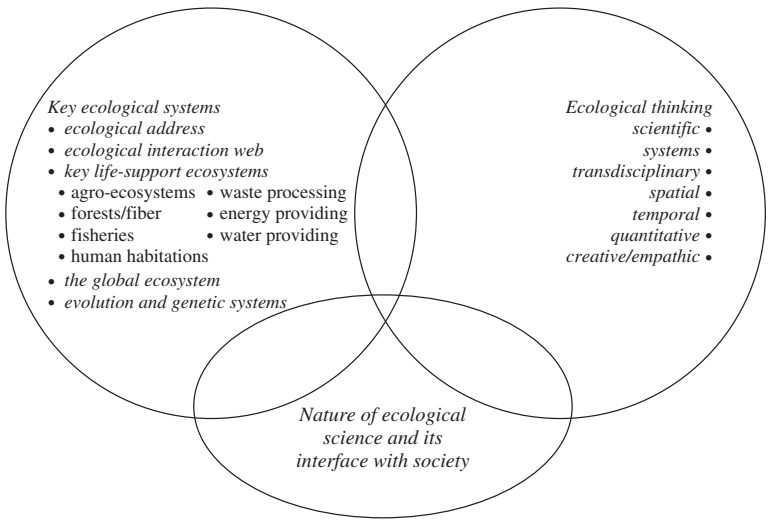 Key ecological systems
• ecological address
• ecological interaction web
• key life-support ecosystems
• agro-ecosystems • waste processing
• forests/fiber • energy providing
• fisheries • water providing
• human habitations
• the global ecosystem
• evolution and genetic systems
Ecological thinking
scientific •
systems •
transdisciplinary •
spatial •
temporal •
quantitative •
creative/empathic •
Nature of ecological
science and its
interface with society